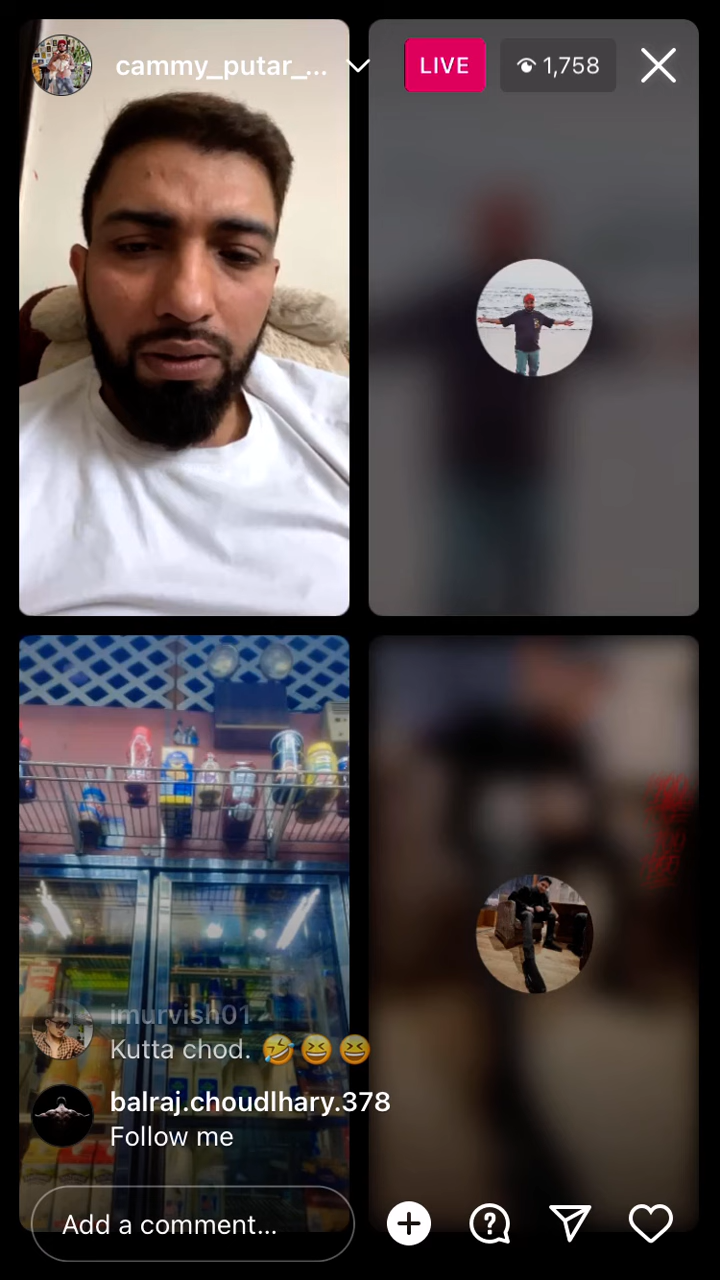 cammy_putar_...
LIVE
1,758
imurvish01
Kutta chod. 🤣😆😆
balraj.choudlhary.378
Follow me
Add a comment...